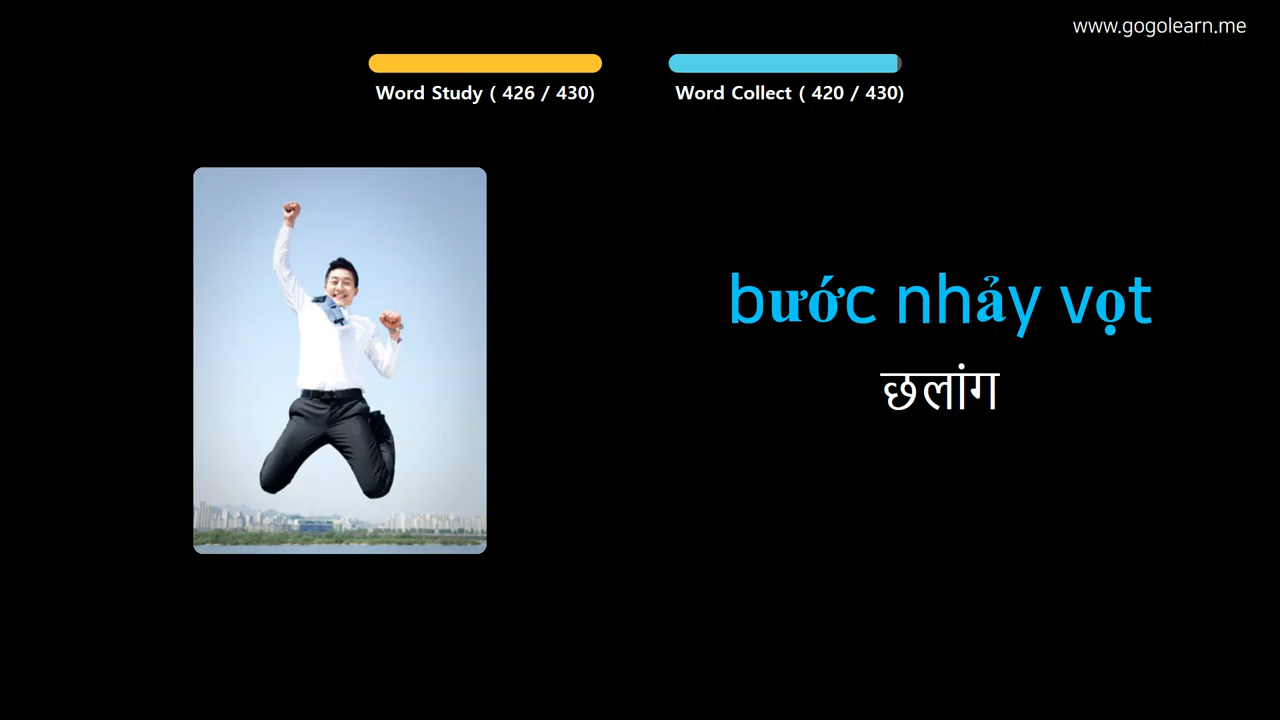 www.gogolearn.me
Word Study ( 426 / 430)
Word Collect ( 420 / 430)
bước nhảy vọt
छलांग